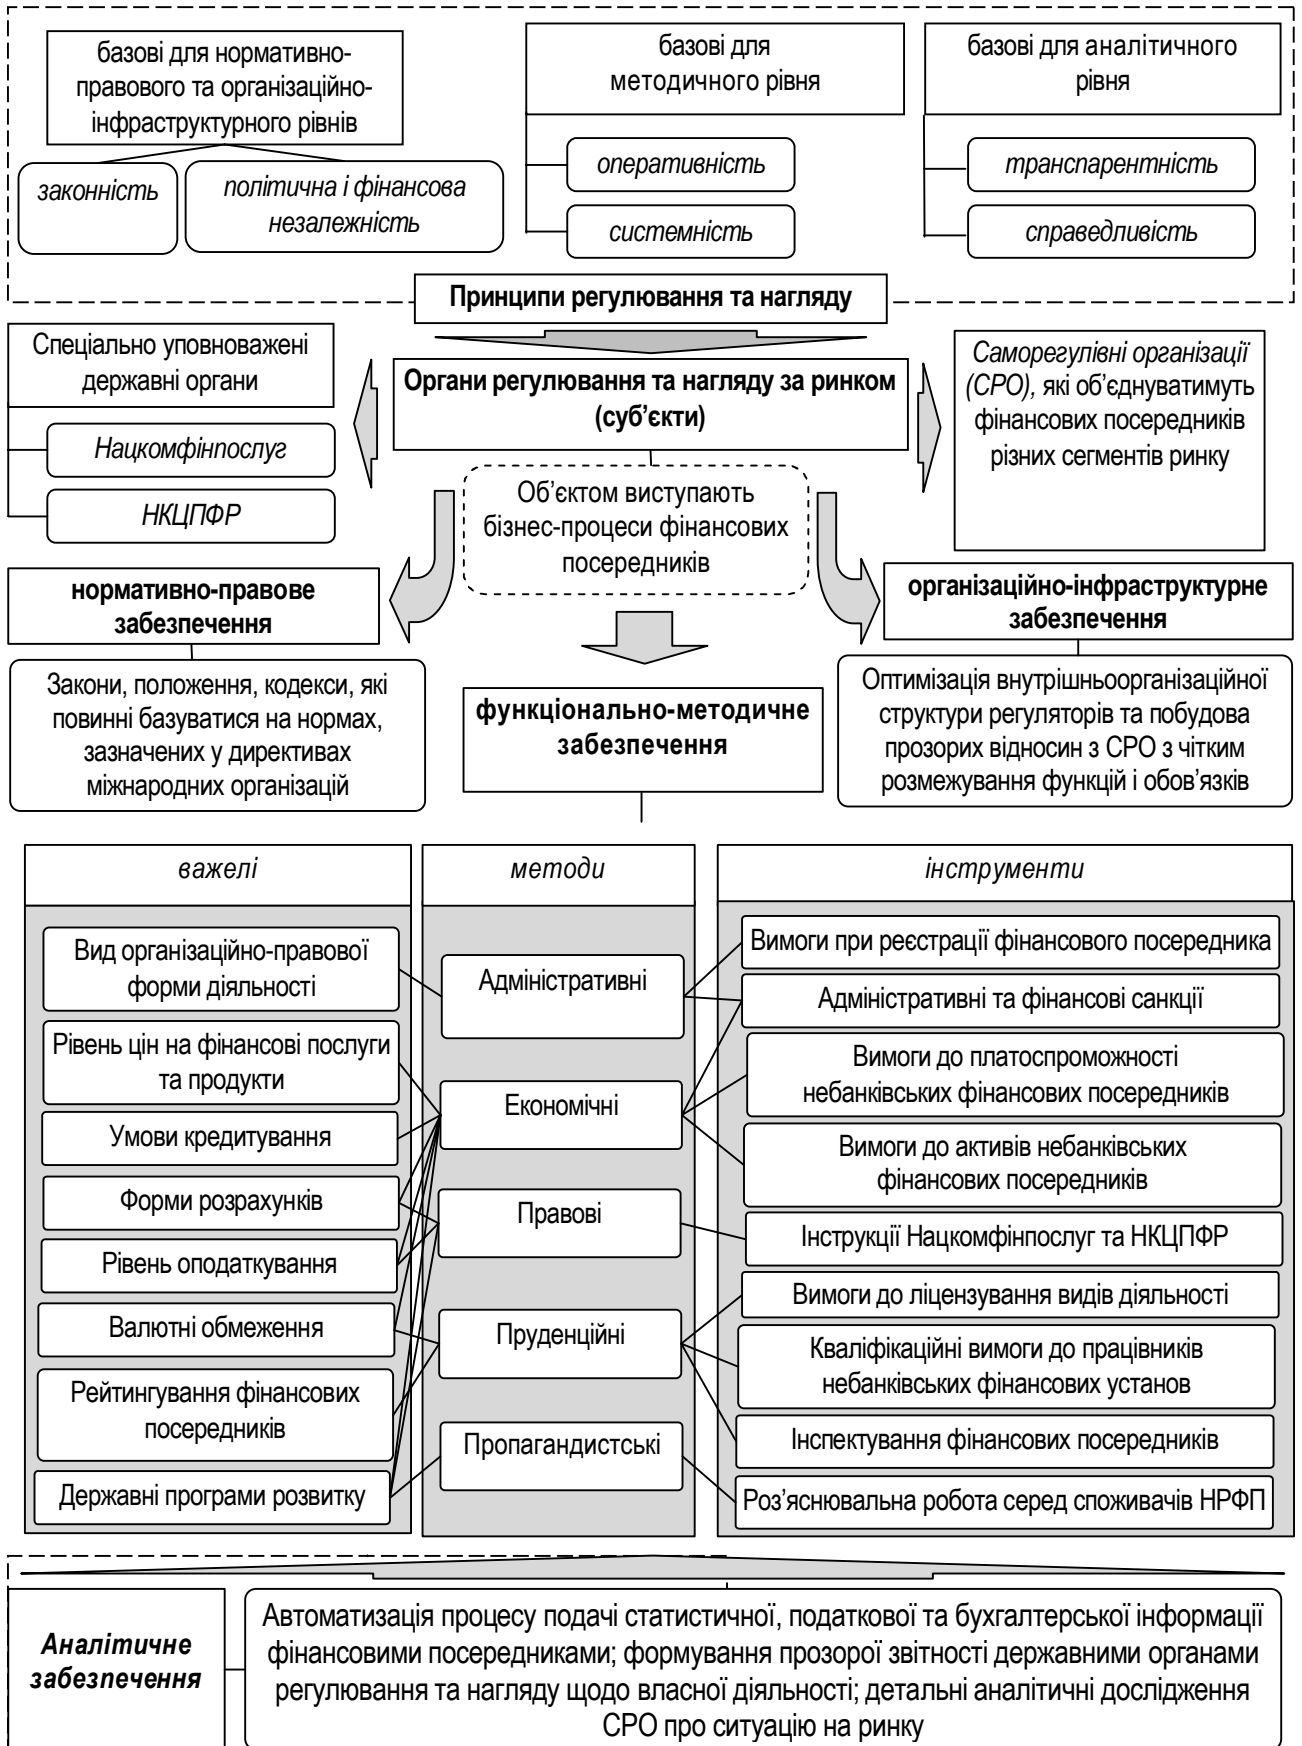 базові для нормативно-
правового та організаційно-
інфраструктурного рівнів
законність
політична і фінансова
незалежність
базові для
методичного рівня
оперативність
системність
базові для аналітичного
рівня
транспарентність
справедливість
Принципи регулювання та нагляду
Спеціально уповноважені
державні органи
Нацкомфінпослуг
НКЦПФР
Органи регулювання та нагляду за ринком
(суб’єкти)
Саморегулівні організації
(СРО), які об’єднуватимуть
фінансових посередників
різних сегментів ринку
Об’єктом виступають
бізнес-процеси фінансових
посередників
нормативно-правове
забезпечення
Закони, положення, кодекси, які
повинні базуватися на нормах,
зазначених у директивах
міжнародних організацій
функціонально-методичне
забезпечення
організаційно-інфраструктурне
забезпечення
Оптимізація внутрішньоорганізаційної
структури регуляторів та побудова
прозорих відносин з СРО з чітким
розмежування функцій і обов’язків
важелі
Вид організаційно-правової
форми діяльності
Рівень цін на фінансові послуги
та продукти
Умови кредитування
Форми розрахунків
Рівень оподаткування
Валютні обмеження
Рейтингування фінансових
посередників
Державні програми розвитку
методи
Адміністративні
Економічні
Правові
Пруденційні
Пропагандистські
інструменти
Вимоги при реєстрації фінансового посередника
Адміністративні та фінансові санкції
Вимоги до платоспроможності
небанківських фінансових посередників
Вимоги до активів небанківських
фінансових посередників
Інструкції Нацкомфінпослуг та НКЦПФР
Вимоги до ліцензування видів діяльності
Кваліфікаційні вимоги до працівників
небанківських фінансових установ
Інспектування фінансових посередників
Роз’яснювальна робота серед споживачів НРФП
Аналітичне
забезпечення
Автоматизація процесу подачі статистичної, податкової та бухгалтерської інформації
фінансовими посередниками; формування прозорої звітності державними органами
регулювання та нагляду щодо власної діяльності; детальні аналітичні дослідження
СРО про ситуацію на ринку